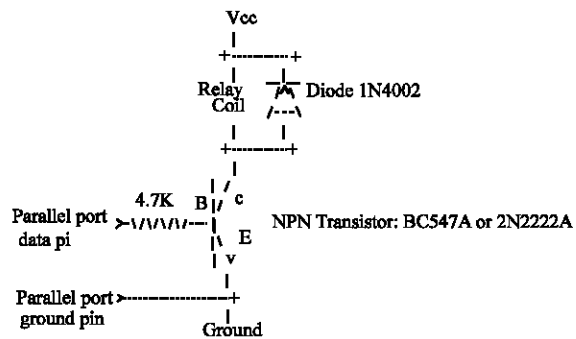 Vcc
Relay
Coil
Diode 1N4002
4.7K
B
c
Parallel port
data pi
NPN Transistor: BC547A or 2N2222A
E
v
Parallel port
ground pin
Ground